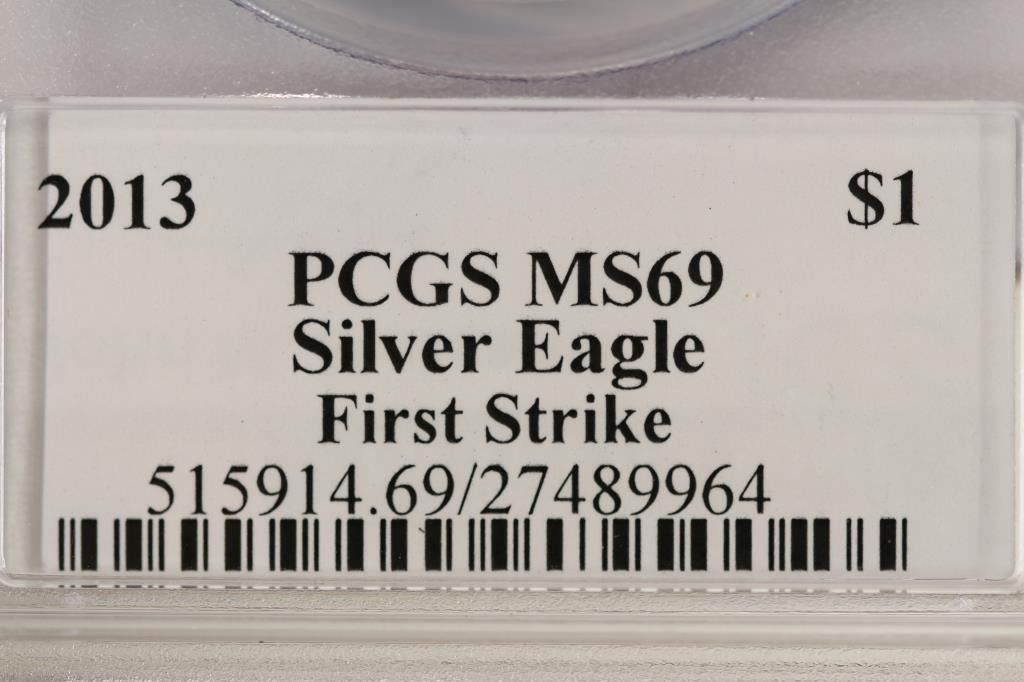 2013 $1
PCGS MS69
Silver Eagle
First Strike
515914.69/27489964